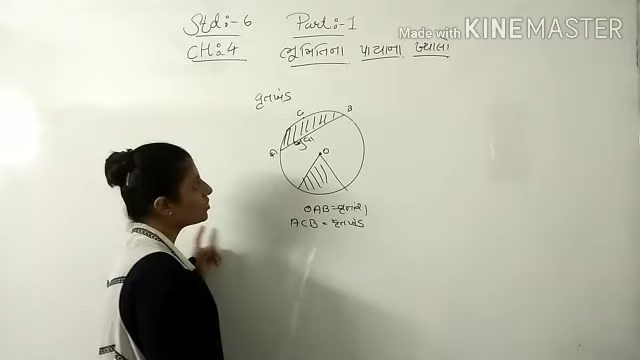 Std:- 6 Part:- 1
Made with KINEMASTER
CH:4 ભૂમિતિના પાયાના ખ્યાલો
વૃતખંડ
C
B
A
જીવા
O
OAB = વૃતાંશ
ACB = વૃતખંડ